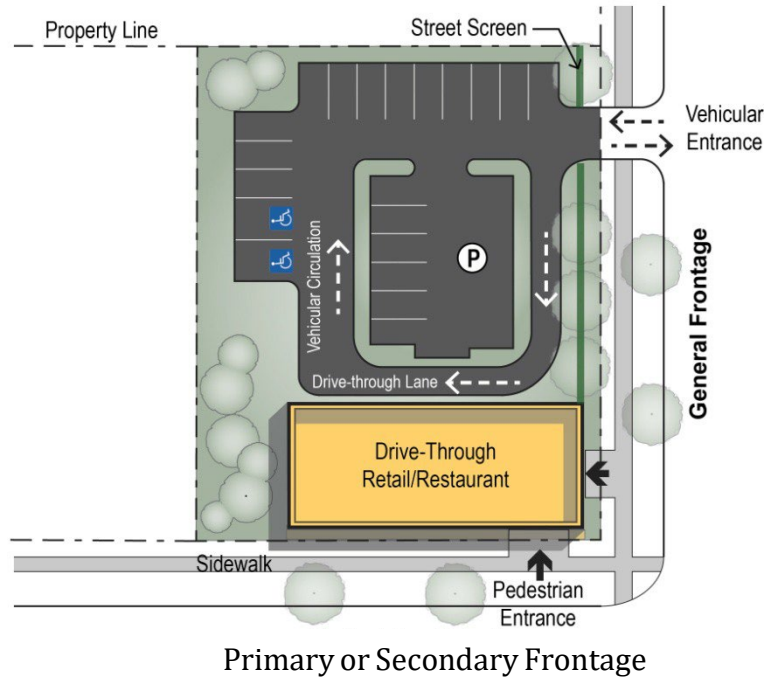 Property Line
Street Screen
Vehicular
Entrance
Vehicular Circulation
P
General Frontage
Drive-through Lane
Drive-Through
Retail/Restaurant
Sidewalk
Pedestrian
Entrance
Primary or Secondary Frontage